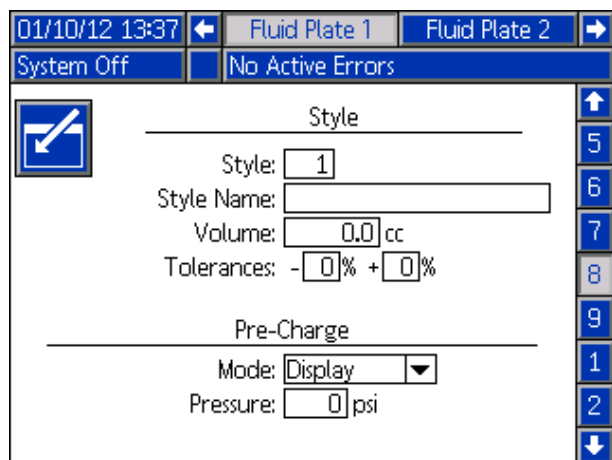 01/10/12 13:37 Fluid Plate 1 Fluid Plate 2
System Off No Active Errors
Style
5
Style: 1
6
Style Name:
Volume: 0.0 cc
7
Tolerances: - 0 % + 0 %
8
9
Pre-Charge
Mode: Display
1
Pressure: 0 psi
2